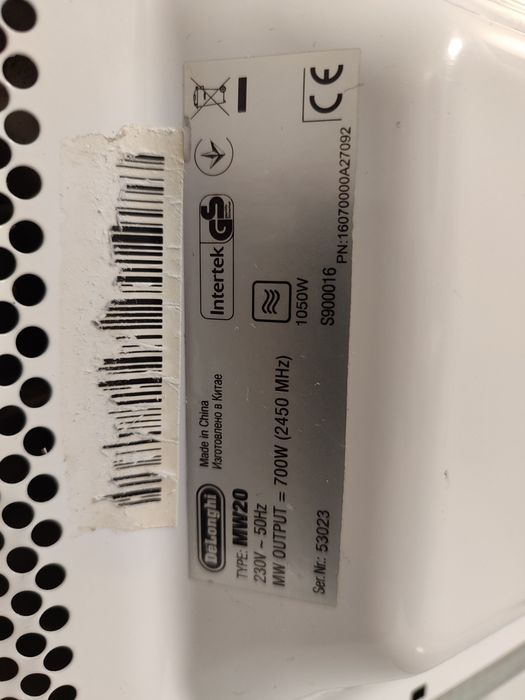 DeLonghi
Made in China
Изготовлено в Китае
TYPE: MW20
230V ~ 50Hz
MW OUTPUT = 700W (2450 MHz)
Ser.Nr.: 53023
Intertek GS
1050W
S900016
PN:16070000A27092
CE